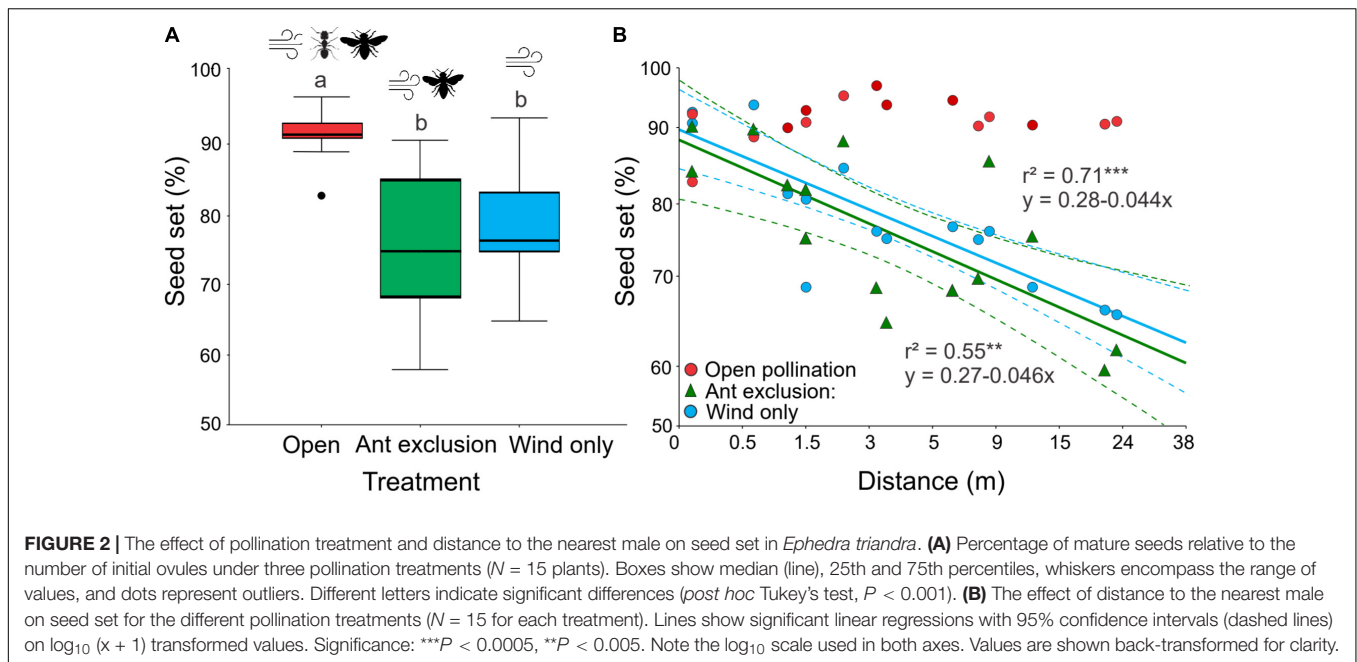 A
a
b
b
Seed set (%)
100
90
80
70
60
50
Open Ant exclusion Wind only
Treatment
B
Seed set (%)
100
90
80
70
60
50
r² = 0.71***
y = 0.28-0.044x
r² = 0.55**
y = 0.27-0.046x
Open pollination
Ant exclusion:
Wind only
0 0.5 1.5 3 5 9 15 24 38
Distance (m)
FIGURE 2 | The effect of pollination treatment and distance to the nearest male on seed set in Ephedra triandra. (A) Percentage of mature seeds relative to the
number of initial ovules under three pollination treatments (N = 15 plants). Boxes show median (line), 25th and 75th percentiles, whiskers encompass the range of
values, and dots represent outliers. Different letters indicate significant differences (post hoc Tukey's test, P < 0.001). (B) The effect of distance to the nearest male
on seed set for the different pollination treatments (N = 15 for each treatment). Lines show significant linear regressions with 95% confidence intervals (dashed lines)
on log₁₀ (x + 1) transformed values. Significance: ***P < 0.0005, **P < 0.005. Note the log₁₀ scale used in both axes. Values are shown back-transformed for clarity.